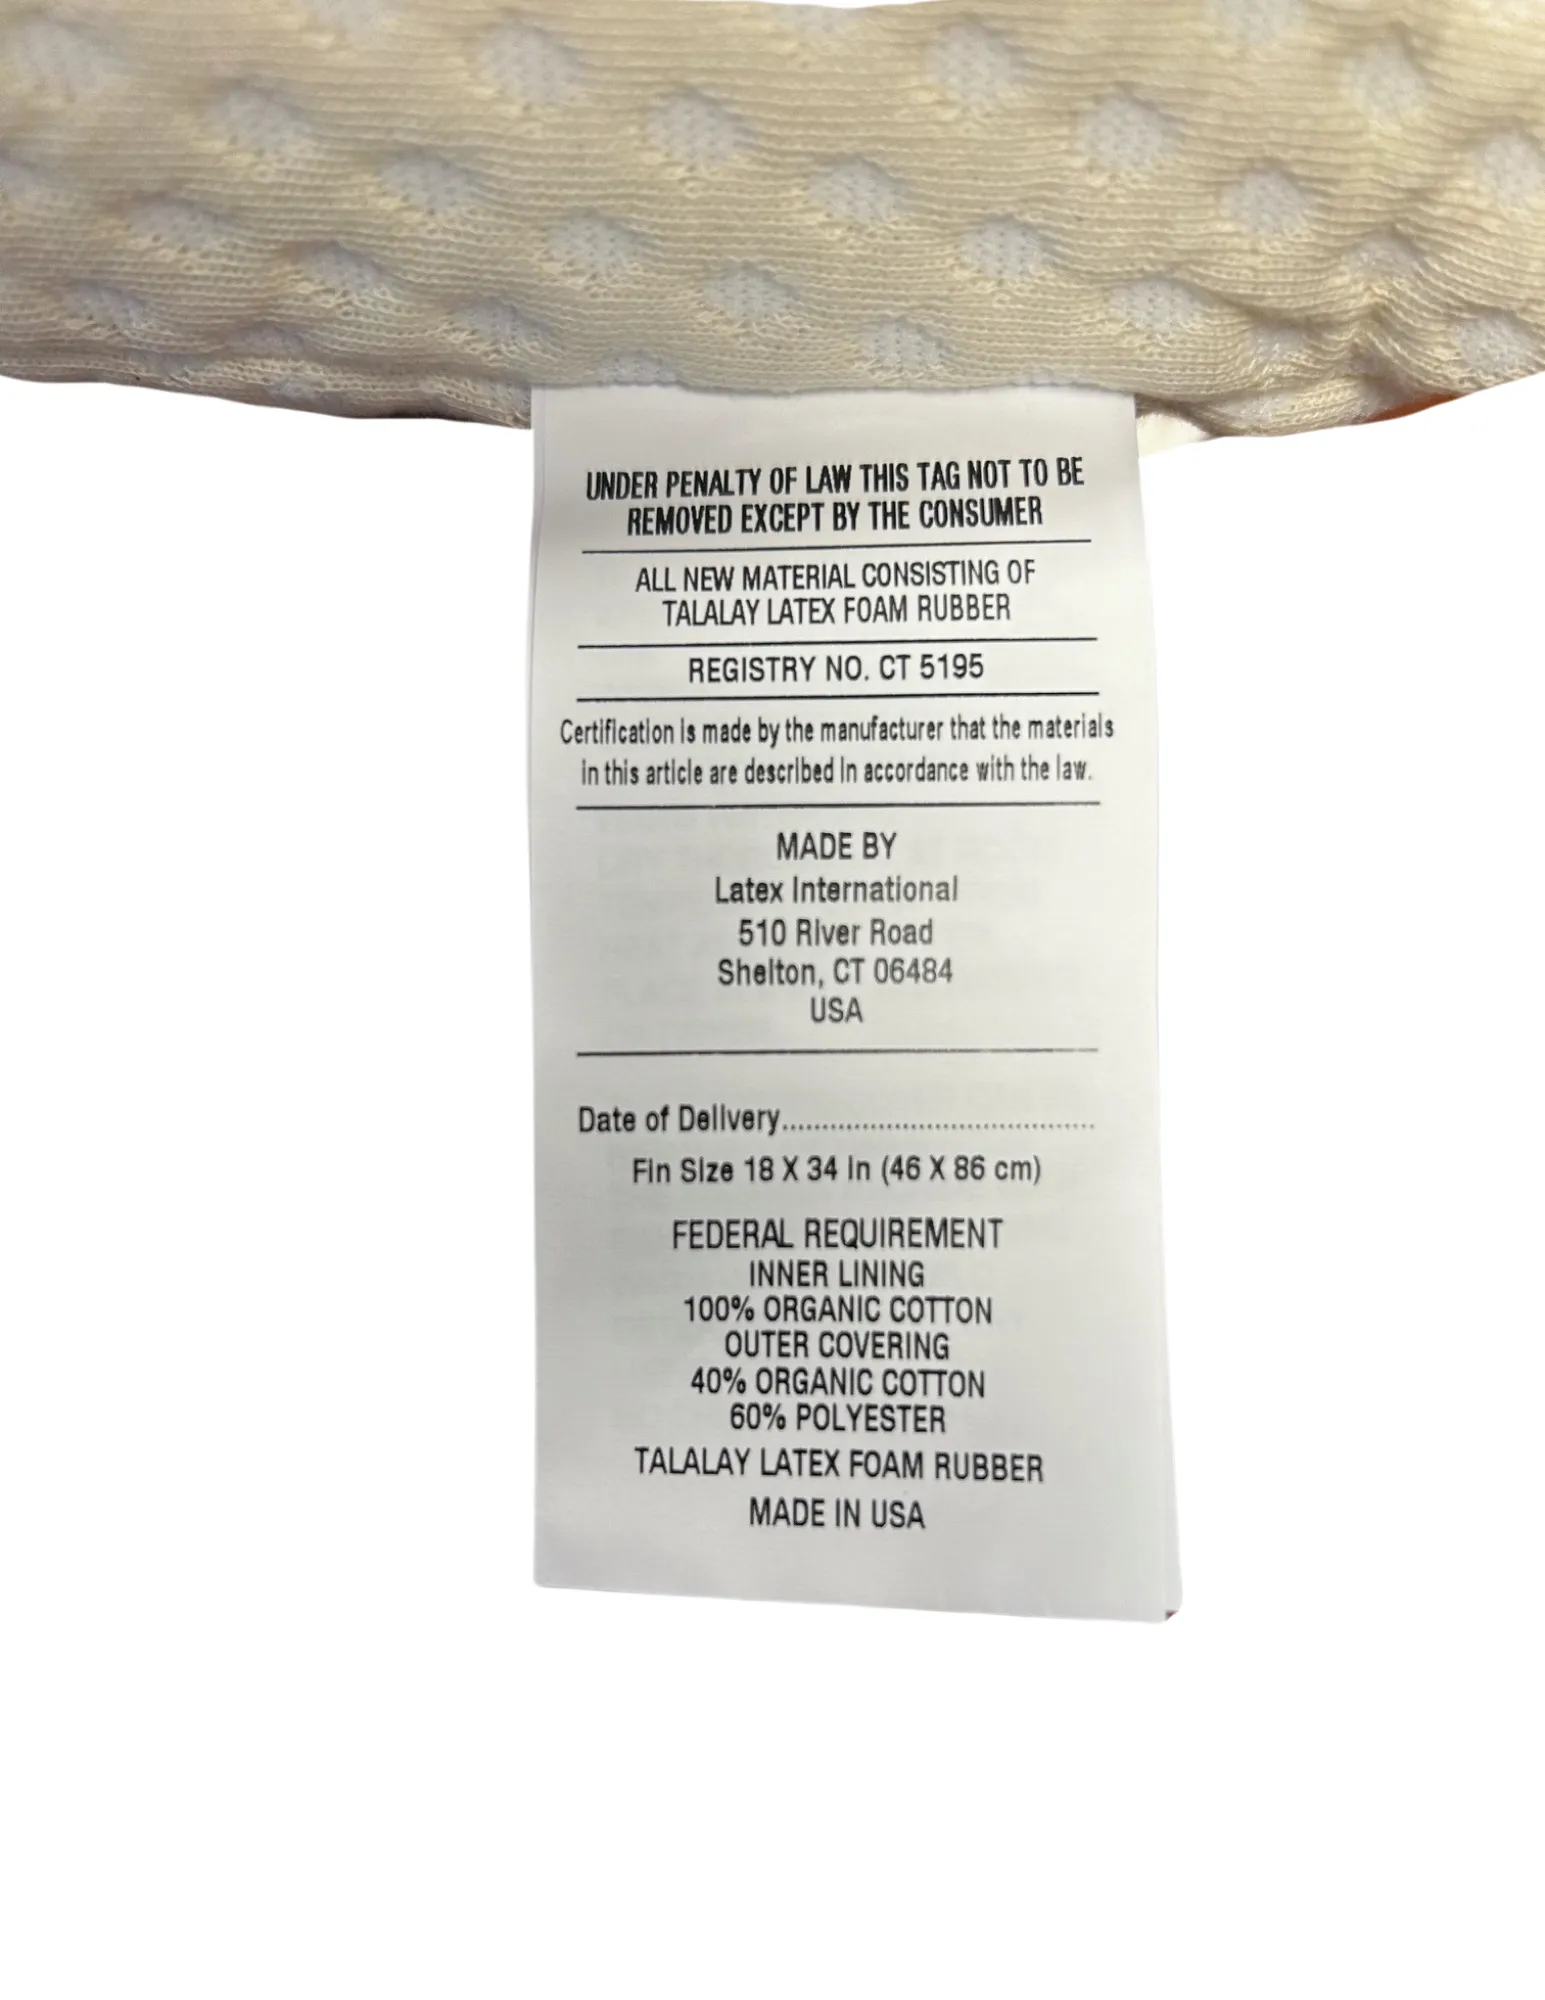 UNDER PENALTY OF LAW THIS TAG NOT TO BE
REMOVED EXCEPT BY THE CONSUMER
ALL NEW MATERIAL CONSISTING OF
TALALAY LATEX FOAM RUBBER
REGISTRY NO. CT 5195
Certification is made by the manufacturer that the materials
in this article are described in accordance with the law.
MADE BY
Latex International
510 River Road
Shelton, CT 06484
USA
Date of Delivery........................................
Fin Size 18 X 34 in (46 X 86 cm)
FEDERAL REQUIREMENT
INNER LINING
100% ORGANIC COTTON
OUTER COVERING
40% ORGANIC COTTON
60% POLYESTER
TALALAY LATEX FOAM RUBBER
MADE IN USA